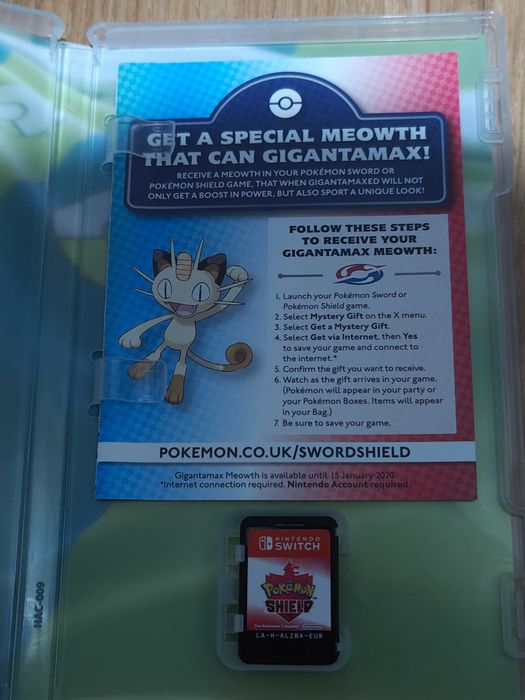 GET A SPECIAL MEOWTH
THAT CAN GIGANTAMAX!
RECEIVE A MEOWTH IN YOUR POKÉMON SWORD OR
POKÉMON SHIELD GAME, THAT WHEN GIGANTAMAXED WILL NOT
ONLY GET A BOOST IN POWER, BUT ALSO SPORT A UNIQUE LOOK!
FOLLOW THESE STEPS
TO RECEIVE YOUR
GIGANTAMAX MEOWTH:
1. Launch your Pokémon Sword or
Pokémon Shield game.
2. Select Mystery Gift on the X menu.
3. Select Get a Mystery Gift.
4. Select Get via Internet, then Yes
to save your game and connect to
the internet.*
5. Confirm the gift you want to receive.
6. Watch as the gift arrives in your game.
(Pokémon will appear in your party or
your Pokémon Boxes. Items will appear
in your Bag.)
7. Be sure to save your game.
POKEMON.CO.UK/SWORDSHIELD
Gigantamax Meowth is available until 15 January 2020.
*Internet connection required. Nintendo Account required.
HAC-009
NINTENDO
SWITCH
POKÉMON
SHIELD
The Pokémon Company
Nintendo
LA-H-ALZBA-EUR